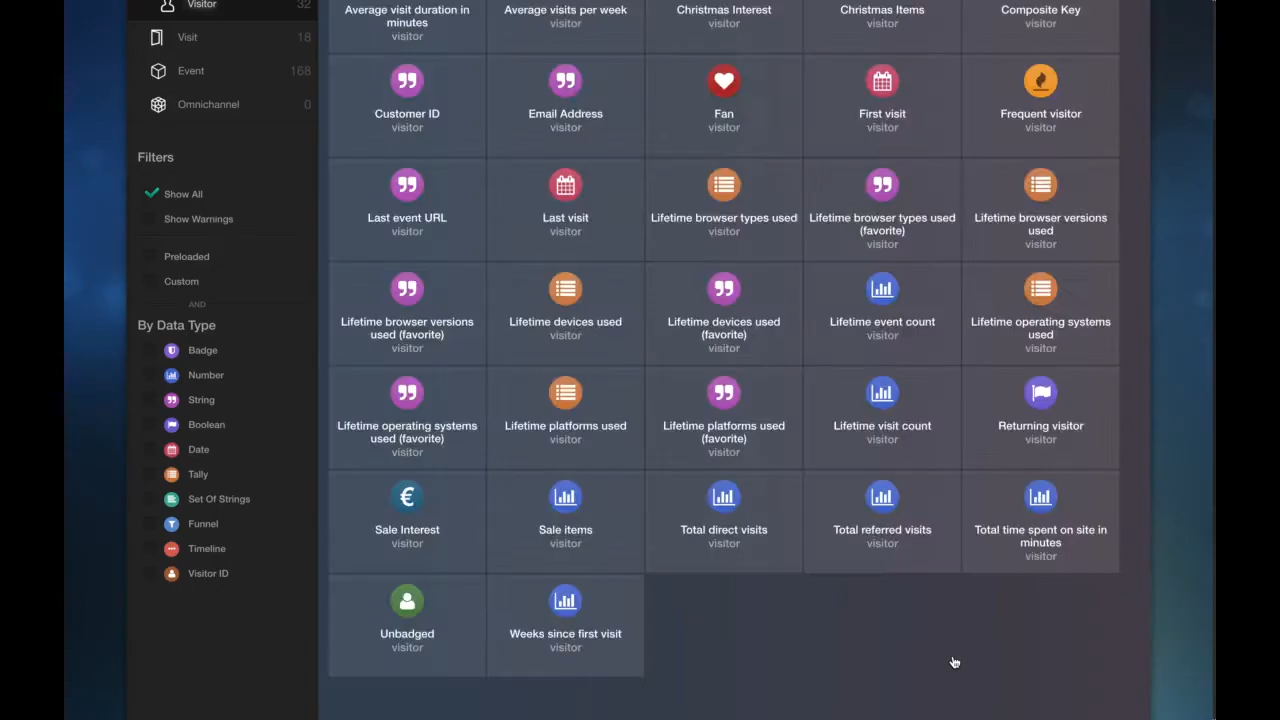 Visitor 32
Visit 18
Event 168
Omnichannel 0
Filters
Show All
Show Warnings
Preloaded
Custom
AND
By Data Type
Badge
Number
String
Boolean
Date
Tally
Set Of Strings
Funnel
Timeline
Visitor ID
Average visit duration in
minutes
visitor
Average visits per week
visitor
Christmas Interest
visitor
Christmas Items
visitor
Composite Key
visitor
Customer ID
visitor
Email Address
visitor
Fan
visitor
First visit
visitor
Frequent visitor
visitor
Last event URL
visitor
Last visit
visitor
Lifetime browser types used
visitor
Lifetime browser types used
(favorite)
visitor
Lifetime browser versions
used
visitor
Lifetime browser versions
used (favorite)
visitor
Lifetime devices used
visitor
Lifetime devices used
(favorite)
visitor
Lifetime event count
visitor
Lifetime operating systems
used
visitor
Lifetime operating systems
used (favorite)
visitor
Lifetime platforms used
visitor
Lifetime platforms used
(favorite)
visitor
Lifetime visit count
visitor
Returning visitor
visitor
Sale Interest
visitor
Sale items
visitor
Total direct visits
visitor
Total referred visits
visitor
Total time spent on site in
minutes
visitor
Unbadged
visitor
Weeks since first visit
visitor